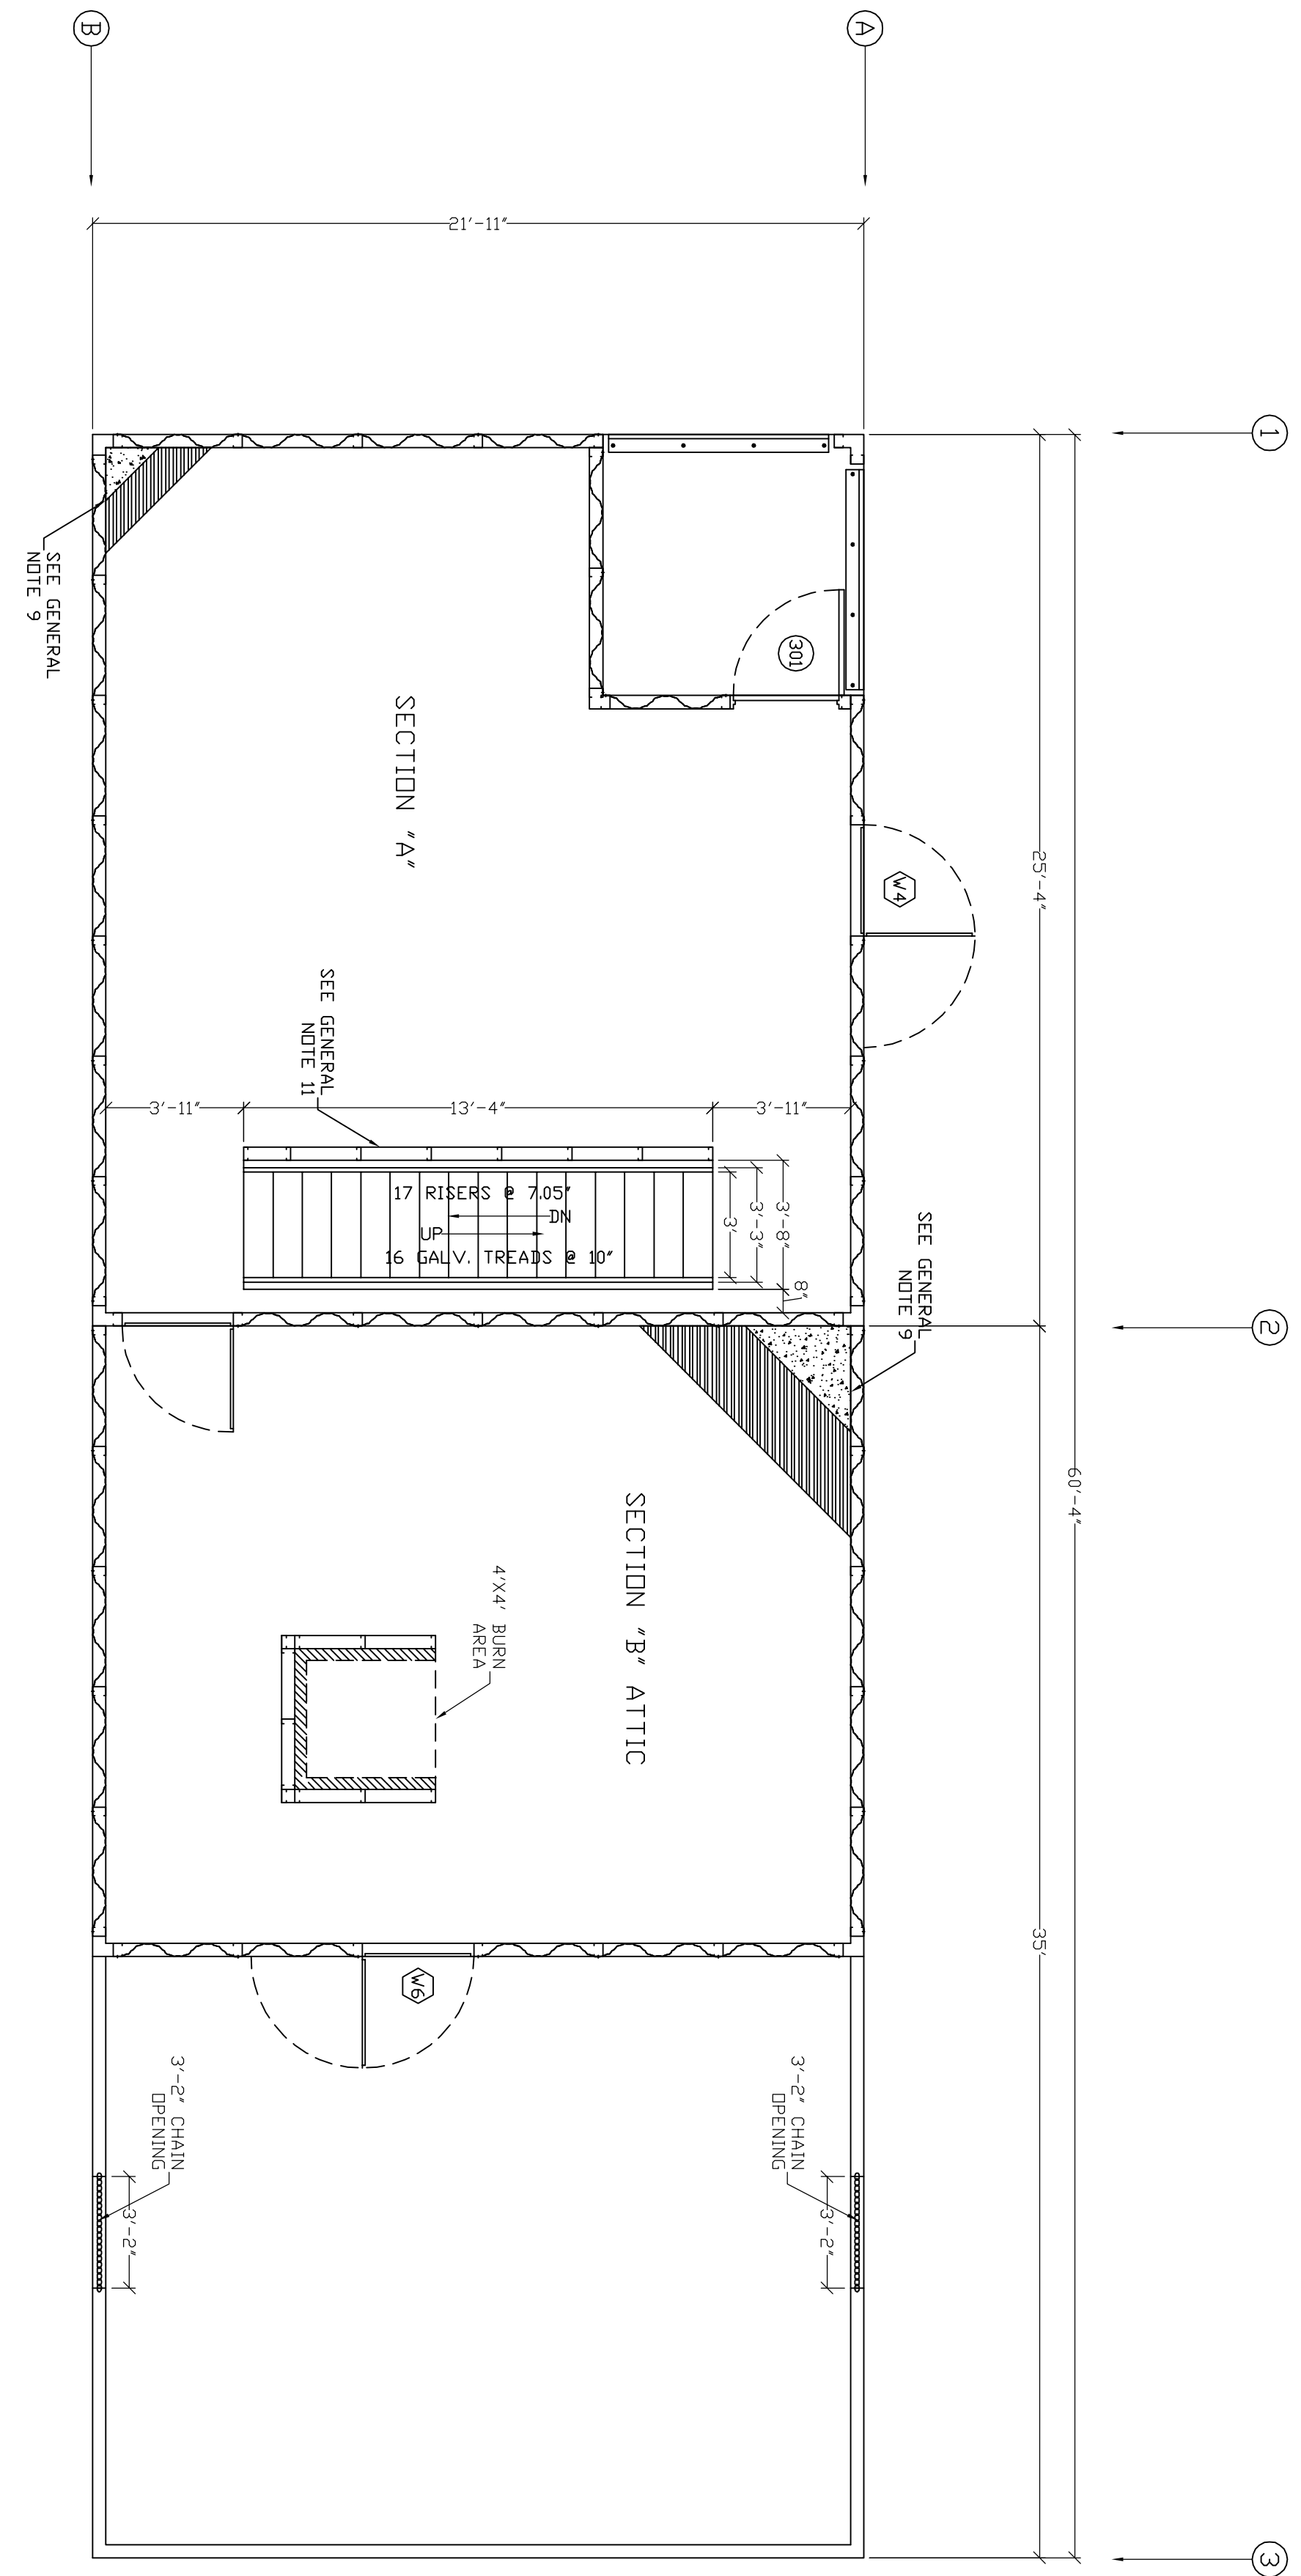 1
2
3
A
B
60'-4"
25'-4"
35'
21'-11"
W4
301
SEE GENERAL
NOTE 9
SECTION "A"
SEE GENERAL
NOTE 11
3'-11"
13'-4"
3'-11"
17 RISERS @ 7.05"
DN
UP
16 GALV. TREADS @ 10"
3'
3'-3"
3'-8"
8"
SEE GENERAL
NOTE 9
SECTION "B" ATTIC
4'X4' BURN
AREA
W6
3'-2" CHAIN
OPENING
3'-2"
3'-2" CHAIN
OPENING
3'-2"